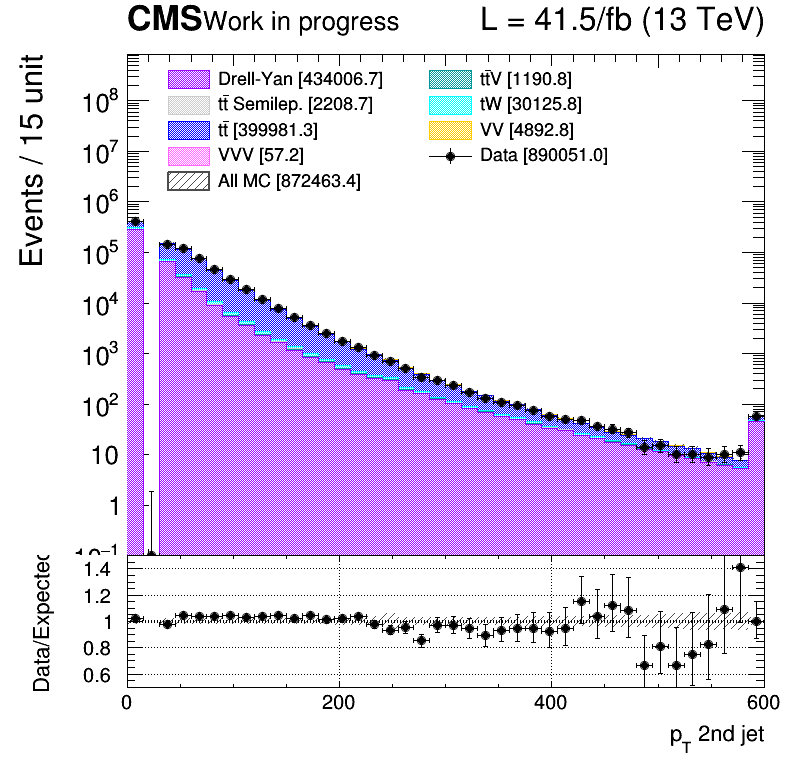 CMS Work in progress L = 41.5/fb (13 TeV)
Events / 15 unit
Drell-Yan [434006.7]
tt̄ Semilep. [2208.7]
tt̄ [399981.3]
VVV [57.2]
All MC [872463.4]
tt̄V [1190.8]
tW [30125.8]
VV [4892.8]
Data [890051.0]
10⁸
10⁷
10⁶
10⁵
10⁴
10³
10²
10
1
10⁻¹
Data/Expected
1.4
1.2
1
0.8
0.6
0 200 400 600
p_T 2nd jet